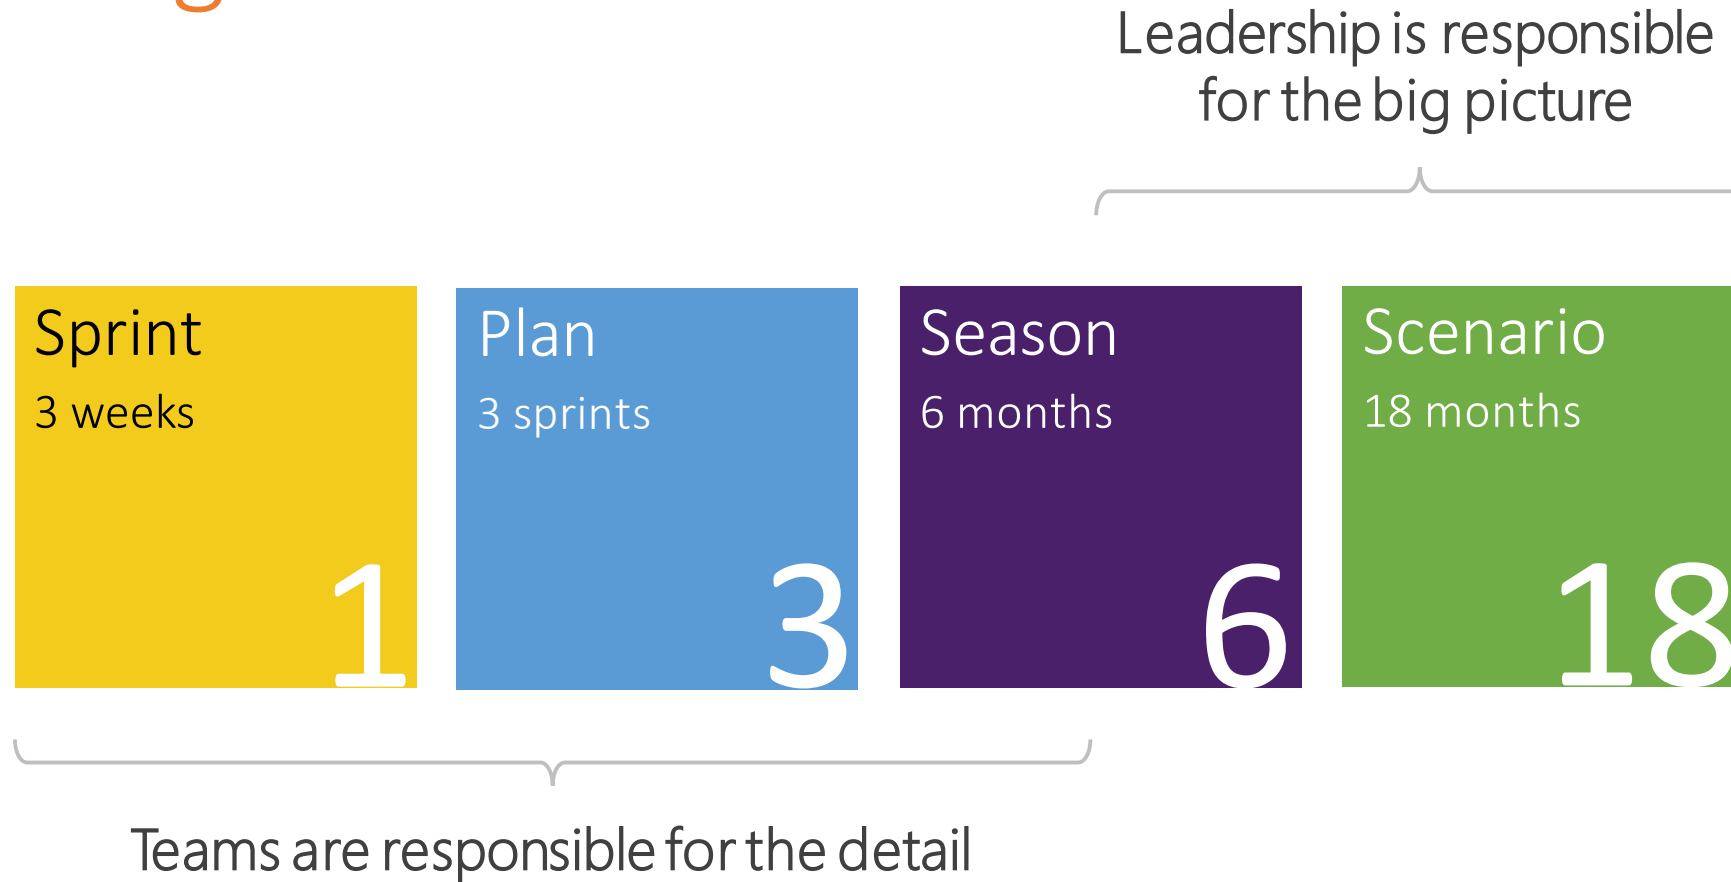 Leadership is responsible
for the big picture
Sprint
3 weeks
1
Plan
3 sprints
3
Season
6 months
6
Scenario
18 months
18
Teams are responsible for the detail